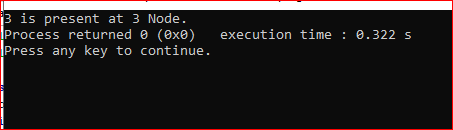 3 is present at 3 Node.
Process returned 0 (0x0)   execution time : 0.322 s
Press any key to continue.